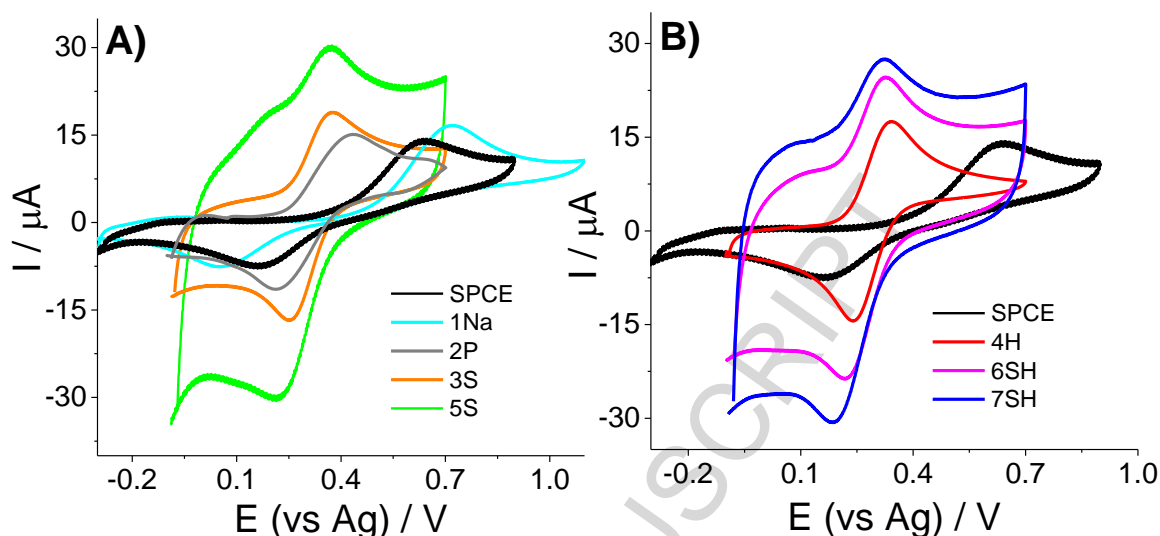 A)
30
15
0
-15
-30
I / μA
SPCE
1Na
2P
3S
5S
-0.2
0.1
0.4
0.7
1.0
E (vs Ag) / V
B)
30
15
0
-15
-30
I / μA
SPCE
4H
6SH
7SH
-0.2
0.1
0.4
0.7
1.0
E (vs Ag) / V
USCRIPT